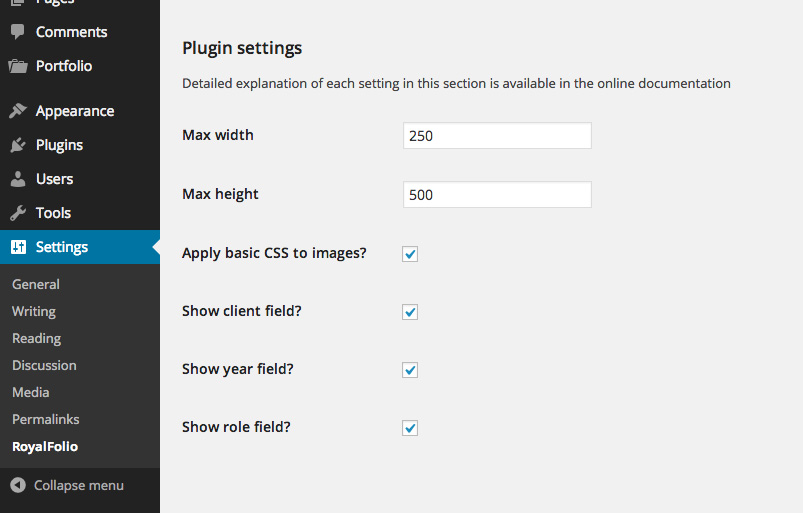 Pages
Comments
Portfolio
Appearance
Plugins
Users
Tools
Settings
General
Writing
Reading
Discussion
Media
Permalinks
RoyalFolio
Collapse menu
Plugin settings
Detailed explanation of each setting in this section is available in the online documentation
Max width
250
Max height
500
Apply basic CSS to images?
Show client field?
Show year field?
Show role field?